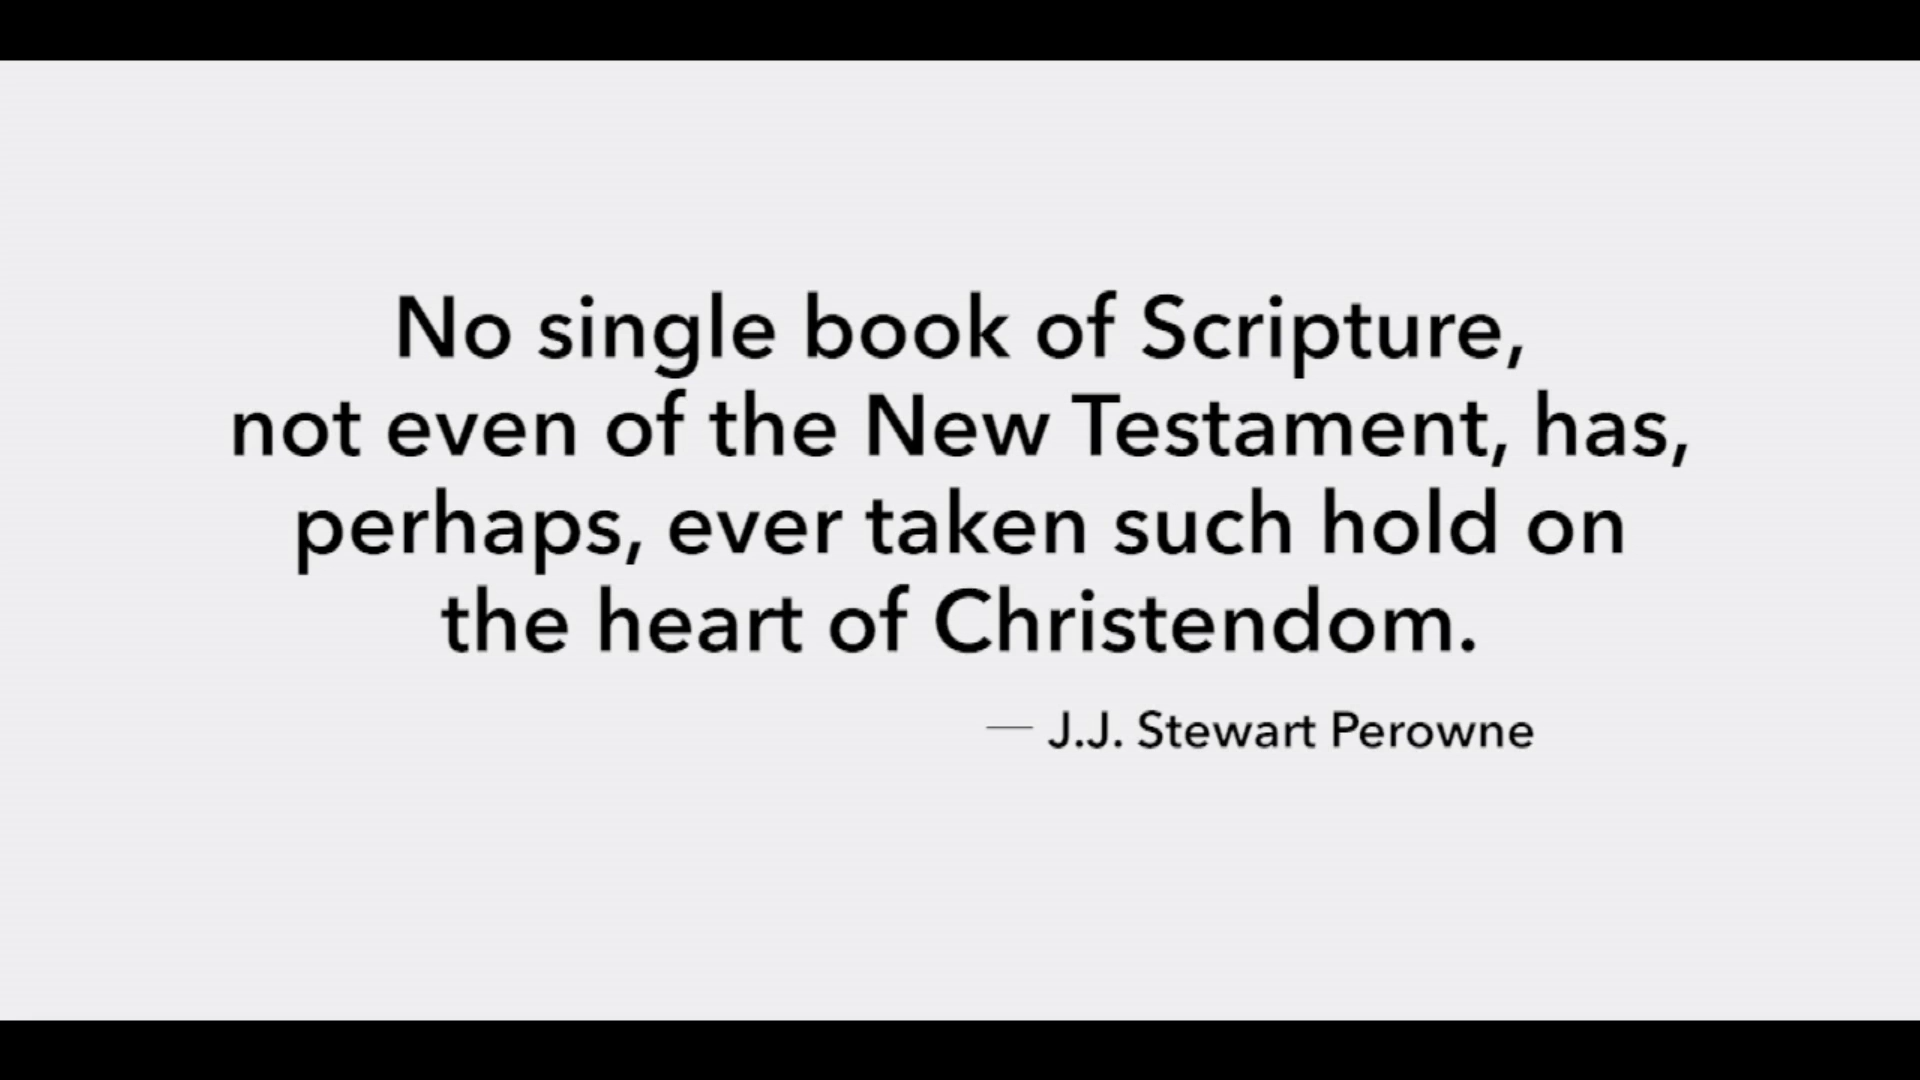 No single book of Scripture,
not even of the New Testament, has,
perhaps, ever taken such hold on
the heart of Christendom.
— J.J. Stewart Perowne